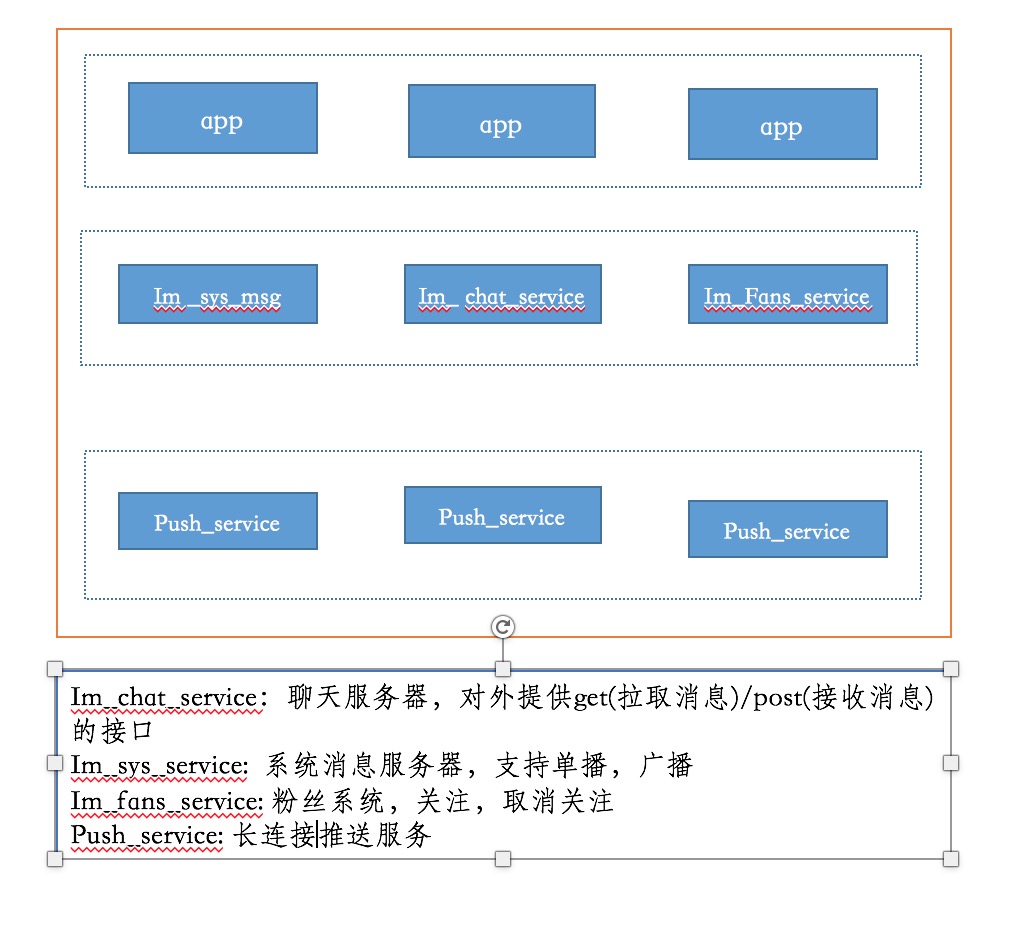 app
app
app
Im _sys_msg
Im_ chat_service
Im_Fans_service
Push_service
Push_service
Push_service
Im_chat_service： 聊天服务器，对外提供get(拉取消息)/post(接收消息)
的接口
Im_sys_service: 系统消息服务器，支持单播，广播
Im_fans_service: 粉丝系统，关注，取消关注
Push_service: 长连接推送服务